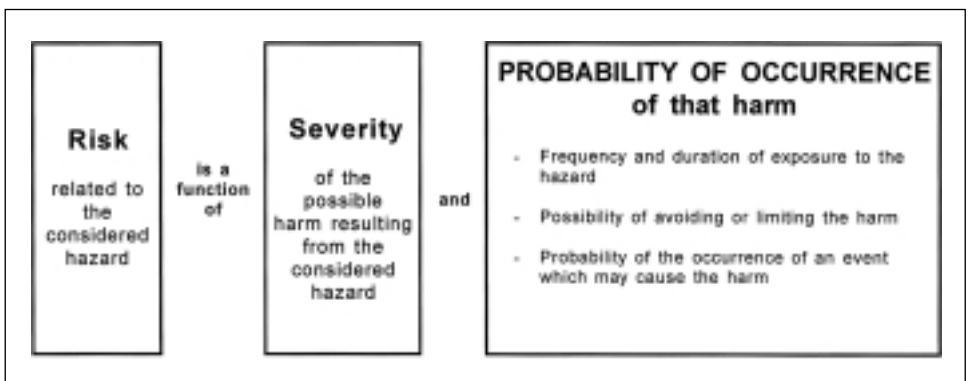 Risk
related to
the
considered
hazard
is a
function
of
Severity
of the
possible
harm resulting
from the
considered
hazard
and
PROBABILITY OF OCCURRENCE
of that harm
- Frequency and duration of exposure to the
hazard
- Possibility of avoiding or limiting the harm
- Probability of the occurrence of an event
which may cause the harm